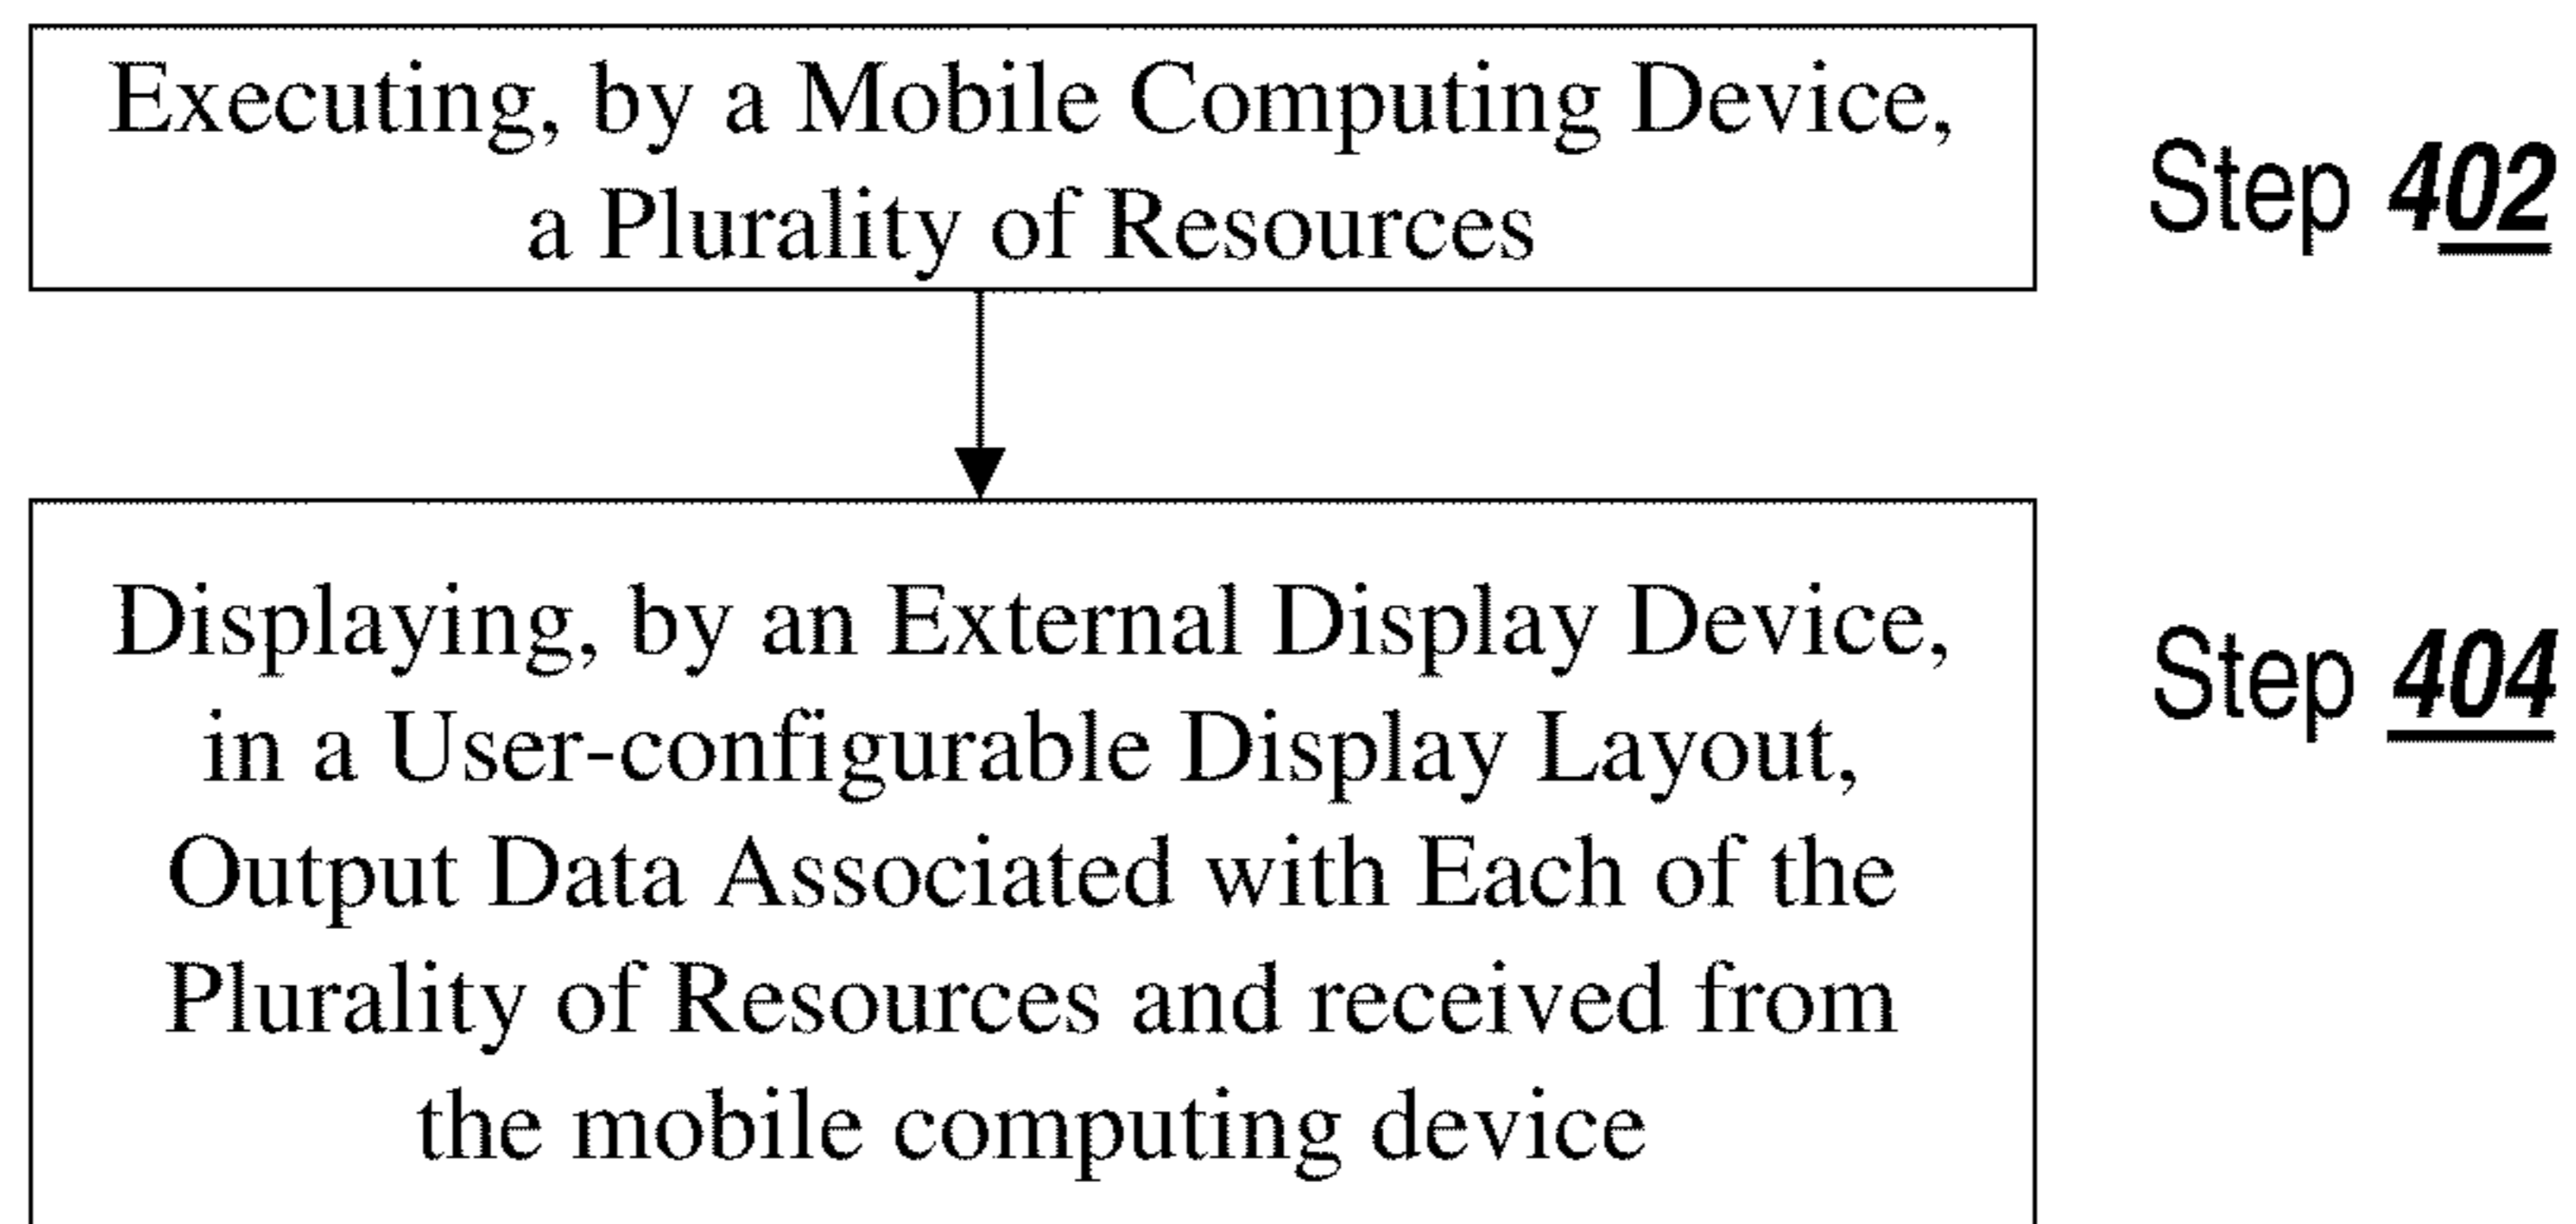 Executing, by a Mobile Computing Device,
a Plurality of Resources
Step 402
Displaying, by an External Display Device,
in a User-configurable Display Layout,
Output Data Associated with Each of the
Plurality of Resources and received from
the mobile computing device
Step 404